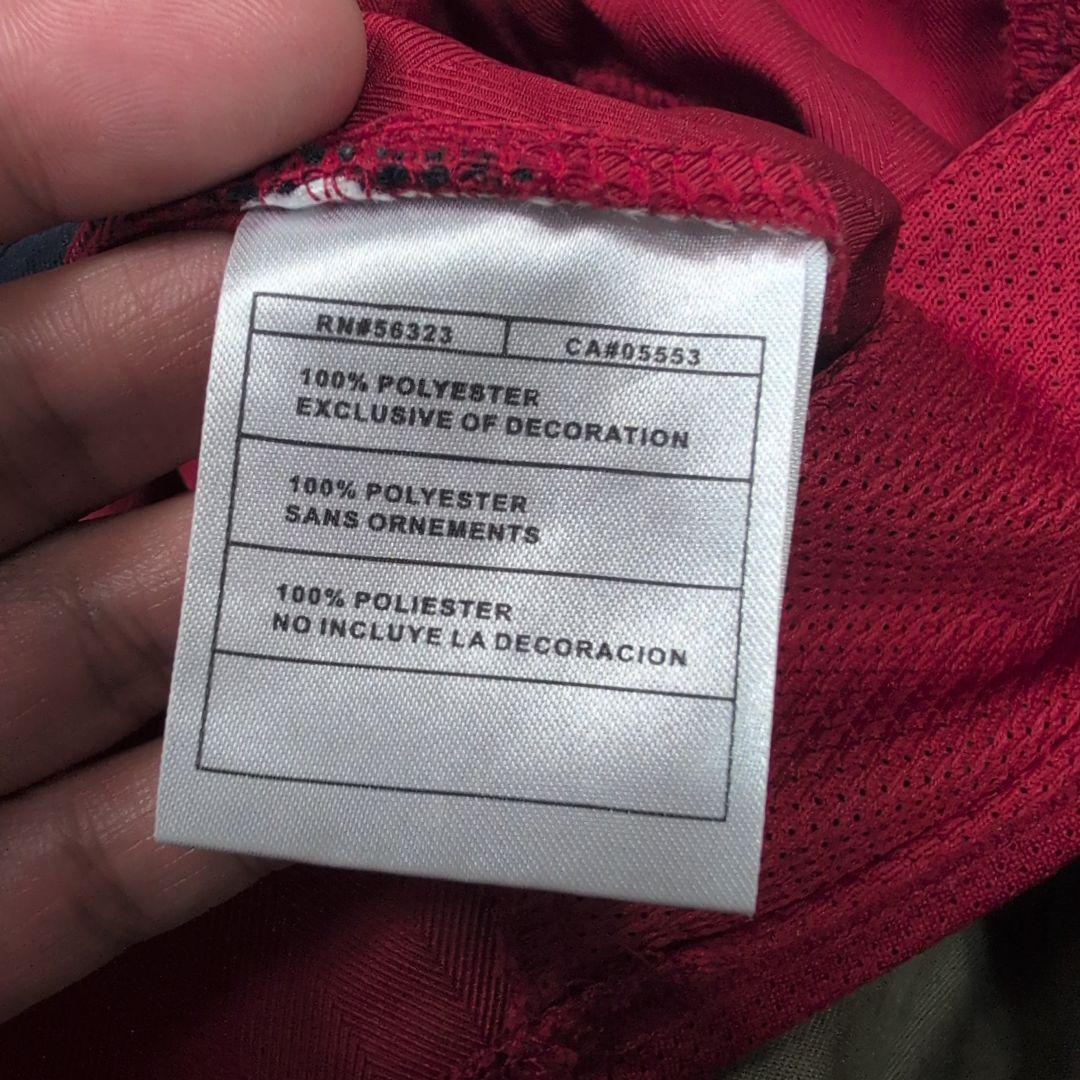 RN#56323 CA#05553
100% POLYESTER
EXCLUSIVE OF DECORATION
100% POLYESTER
SANS ORNEMENTS
100% POLIESTER
NO INCLUYE LA DECORACION